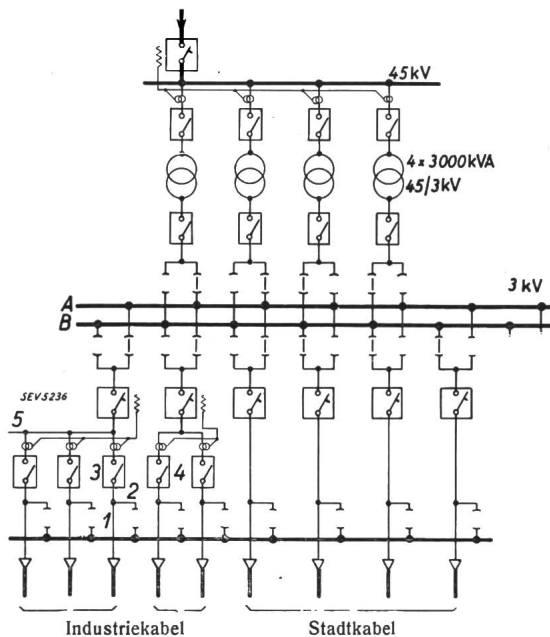 45kV
4 x 3000kVA
45/3kV
3 kV
A
B
SEV5236
5
3
4
2
1
Industriekabel
Stadtkabel